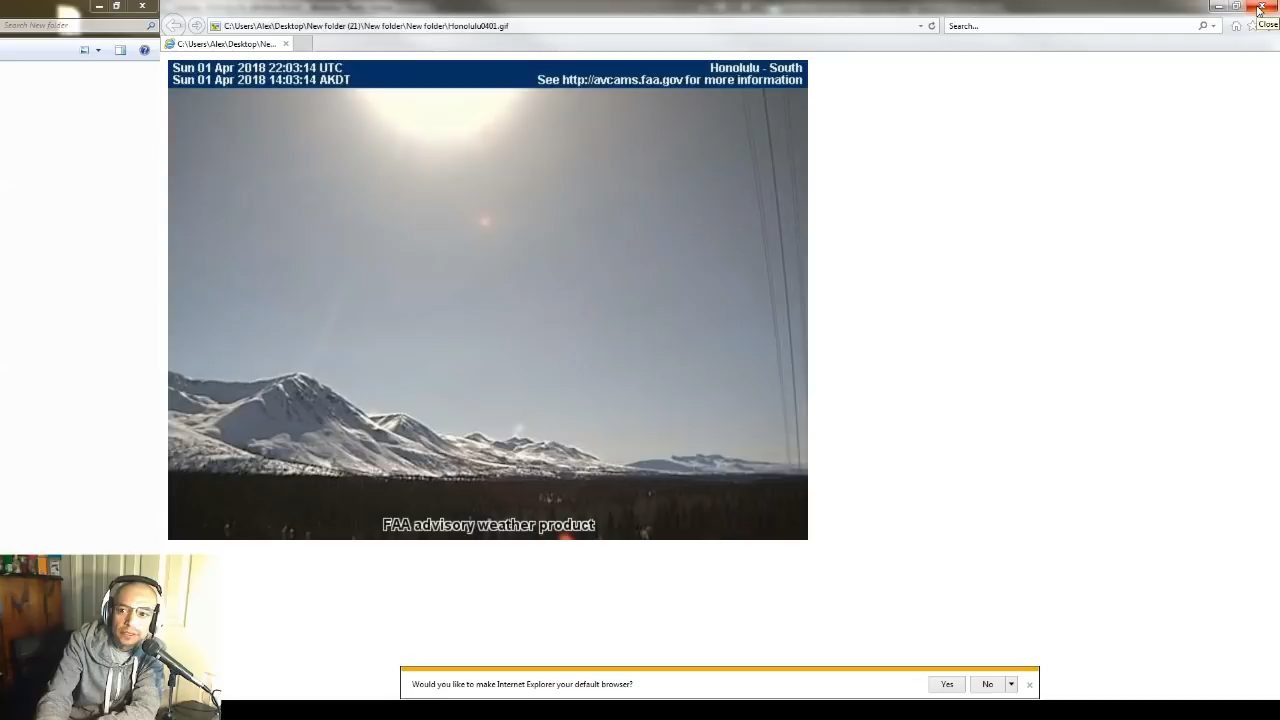 Search New folder
C:\Users\Alex\Desktop\New folder (21)\New folder\New folder\Honolulu0401.gif
Search...
Close
C:\Users\Alex\Desktop\Ne...
Sun 01 Apr 2018 22:03:14 UTC
Honolulu - South
Sun 01 Apr 2018 14:03:14 AKDT
See http://avcams.faa.gov for more information
FAA advisory weather product
Would you like to make Internet Explorer your default browser?
Yes
No